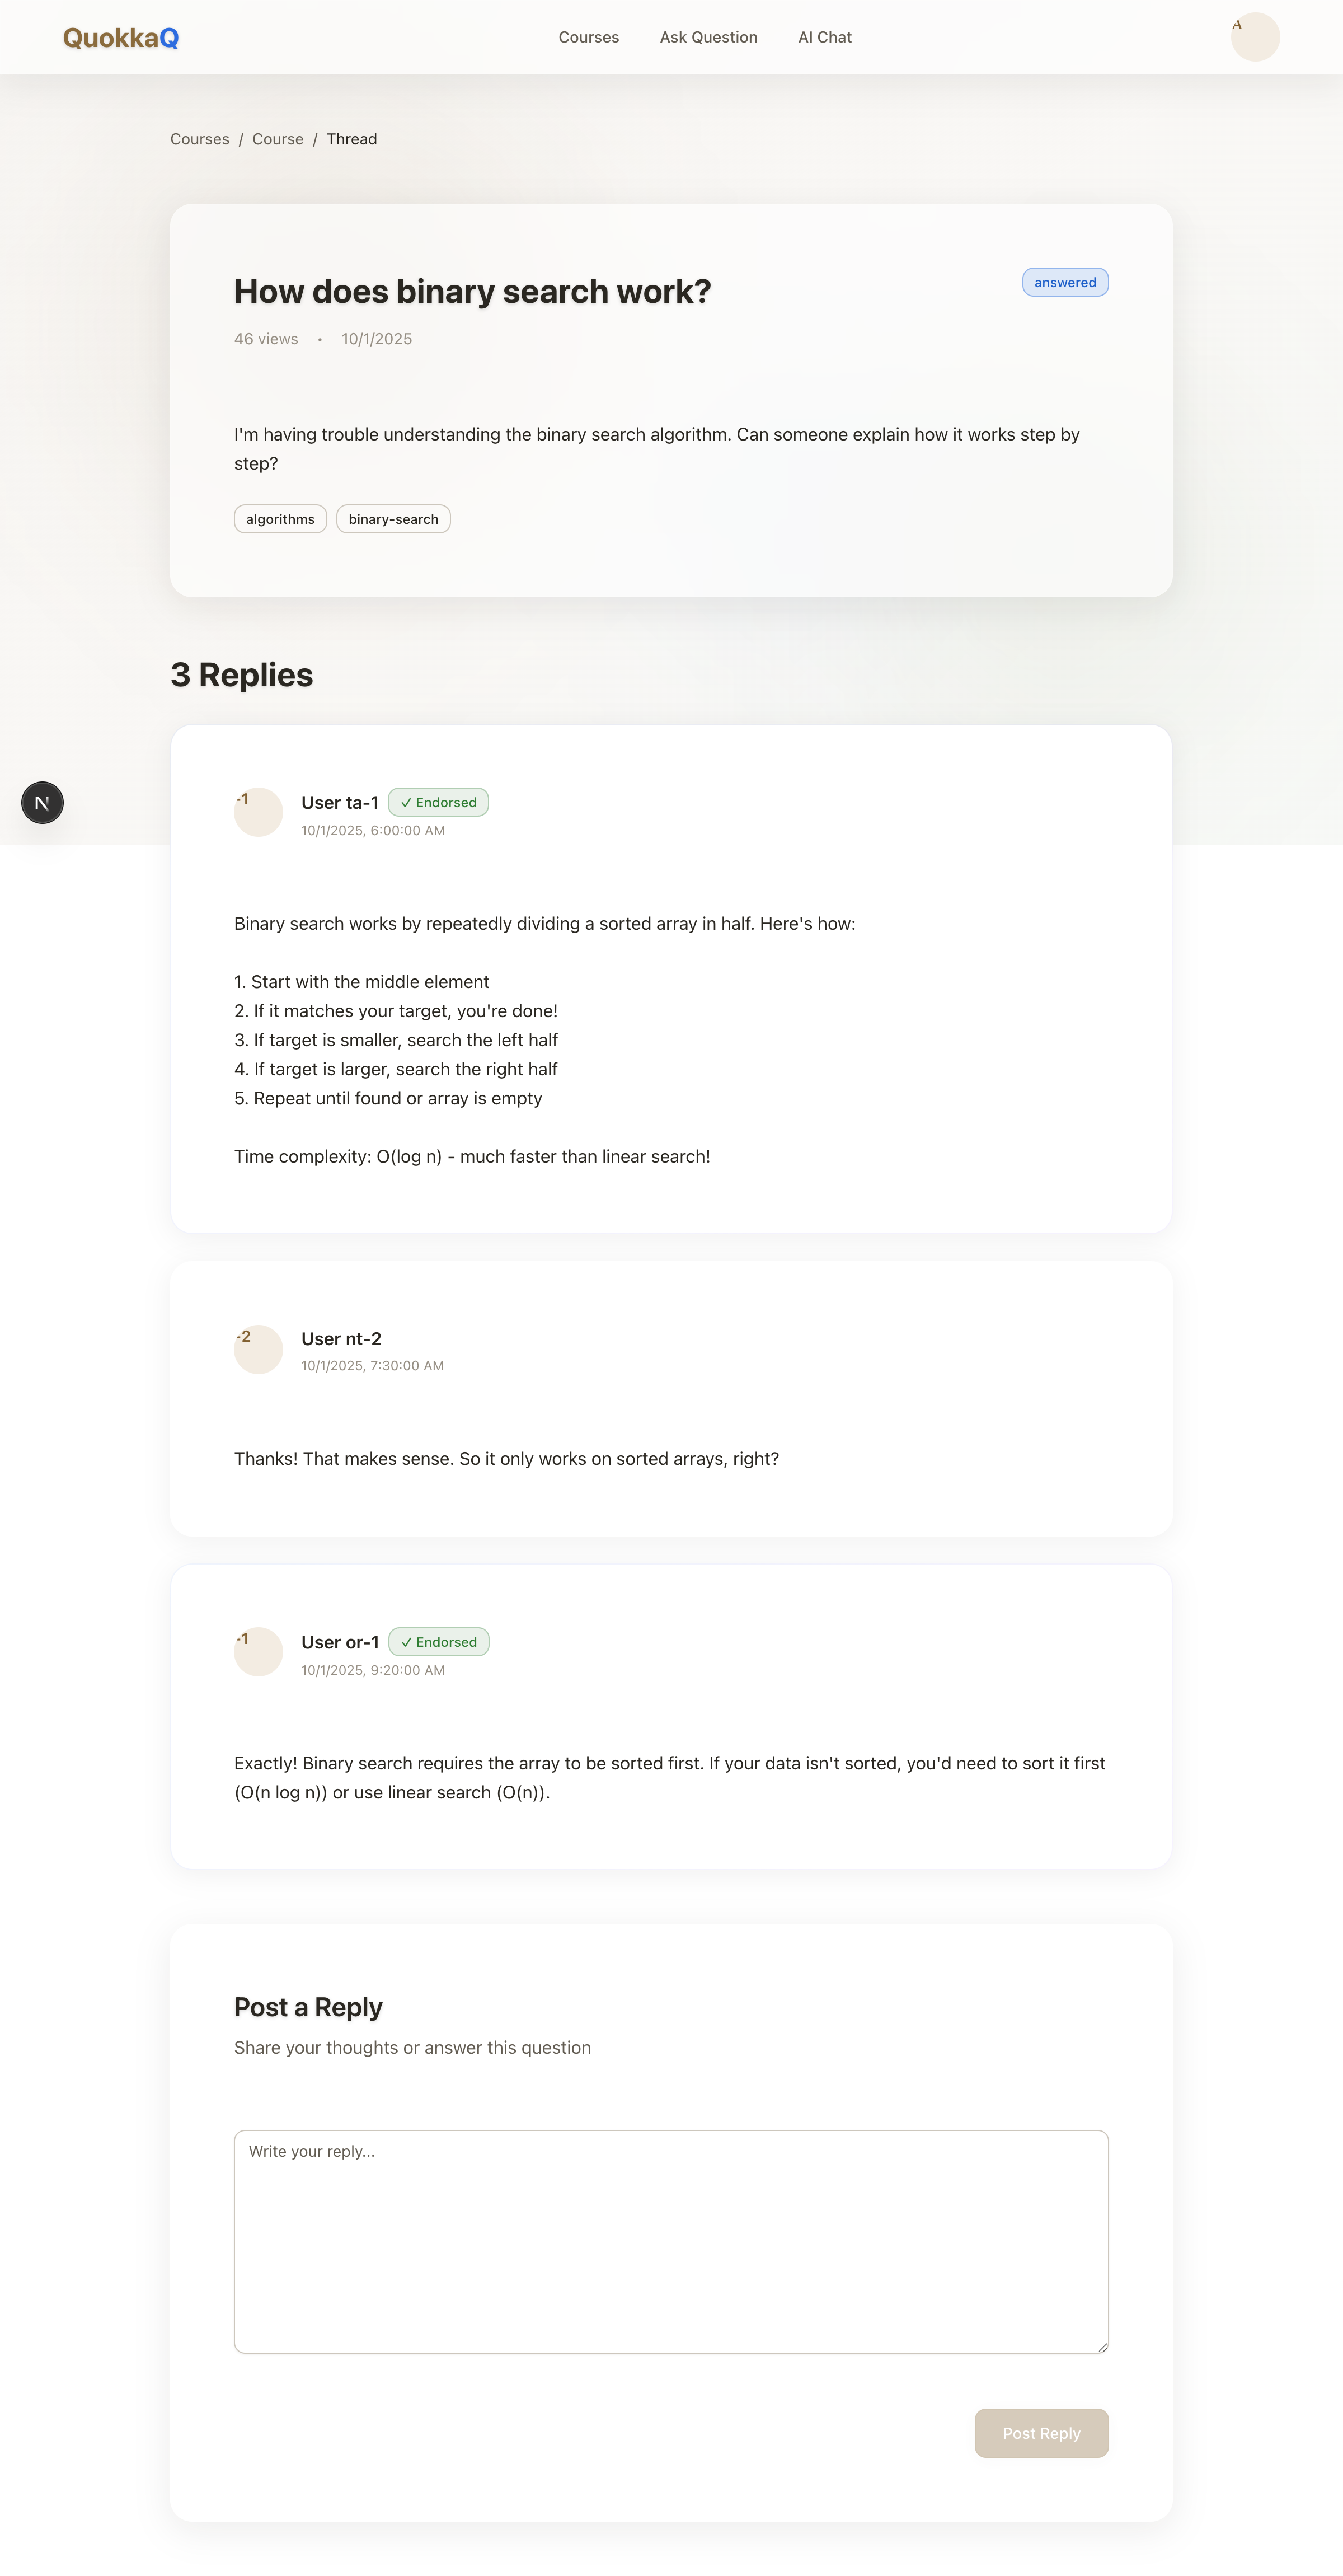 QuokkaQ
Courses Ask Question AI Chat
A
Courses / Course / Thread
How does binary search work?
answered
46 views • 10/1/2025
I'm having trouble understanding the binary search algorithm. Can someone explain how it works step by
step?
algorithms binary-search
3 Replies
-1
User ta-1 ✓ Endorsed
10/1/2025, 6:00:00 AM
N
Binary search works by repeatedly dividing a sorted array in half. Here's how:
1. Start with the middle element
2. If it matches your target, you're done!
3. If target is smaller, search the left half
4. If target is larger, search the right half
5. Repeat until found or array is empty
Time complexity: O(log n) - much faster than linear search!
-2
User nt-2
10/1/2025, 7:30:00 AM
Thanks! That makes sense. So it only works on sorted arrays, right?
-1
User or-1 ✓ Endorsed
10/1/2025, 9:20:00 AM
Exactly! Binary search requires the array to be sorted first. If your data isn't sorted, you'd need to sort it first
(O(n log n)) or use linear search (O(n)).
Post a Reply
Share your thoughts or answer this question
Write your reply...
Post Reply